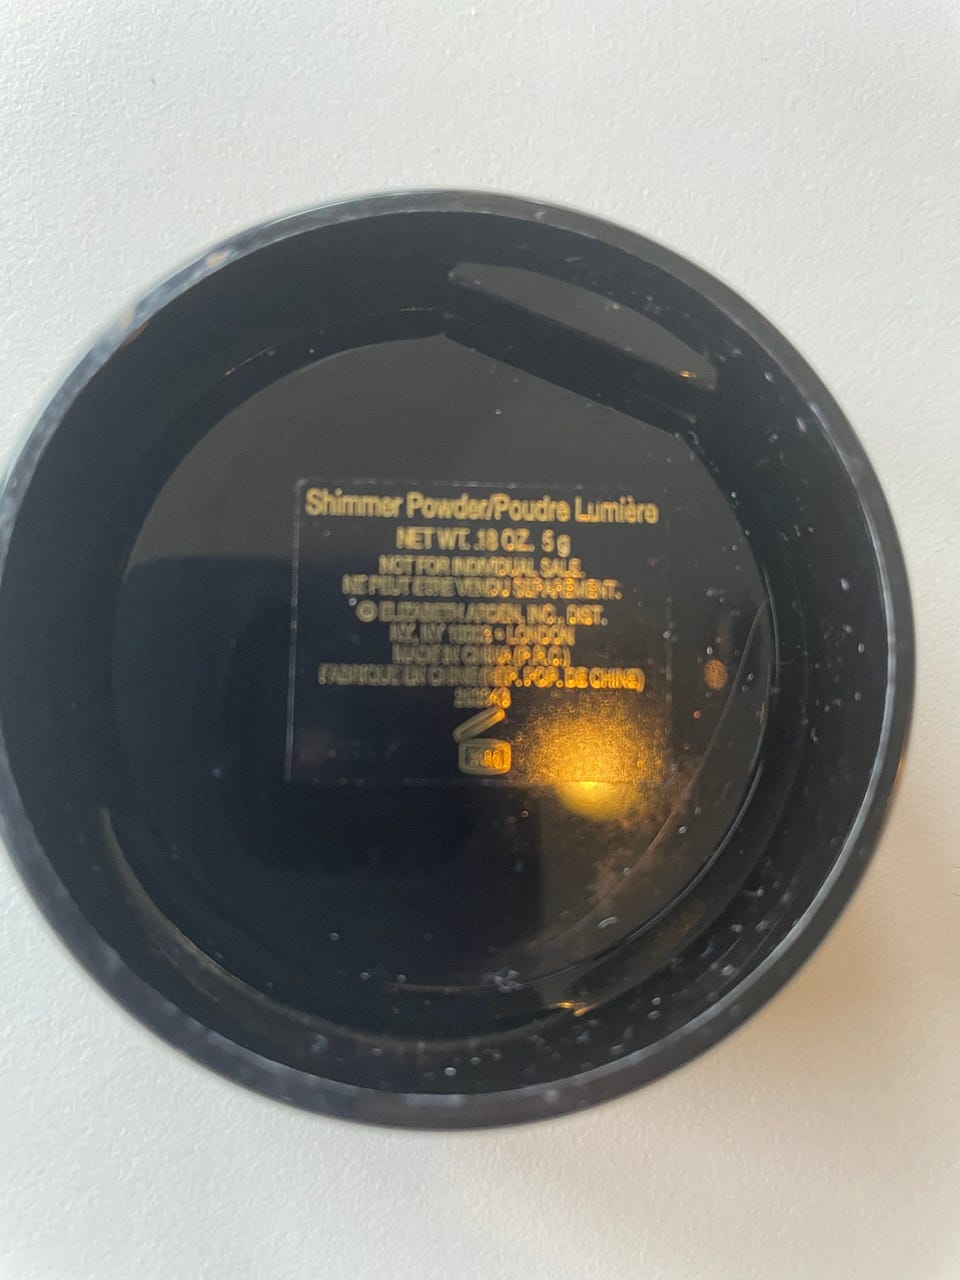 Shimmer Powder/Poudre Lumière
NET WT. .18 OZ. 5 g
NOT FOR INDIVIDUAL SALE.
NE PEUT ETRE VENDU SEPAREMENT.
© ELIZABETH ARDEN, INC., DIST.
N.Y., NY • LONDON
MADE IN CHINA (P.R.C.)
(FABRIQUE EN CHINE/REP. POP. DE CHINE)